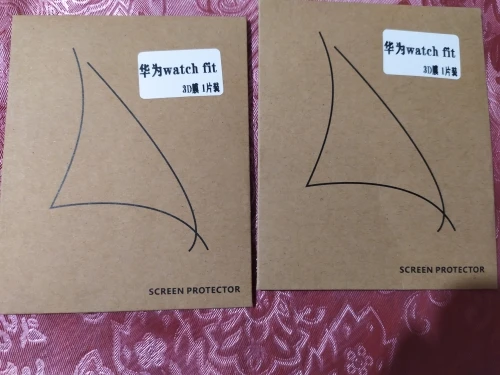 华为watch fit
3D膜 1片装
SCREEN PROTECTOR
华为watch fit
3D膜 1片装
SCREEN PROTECTOR